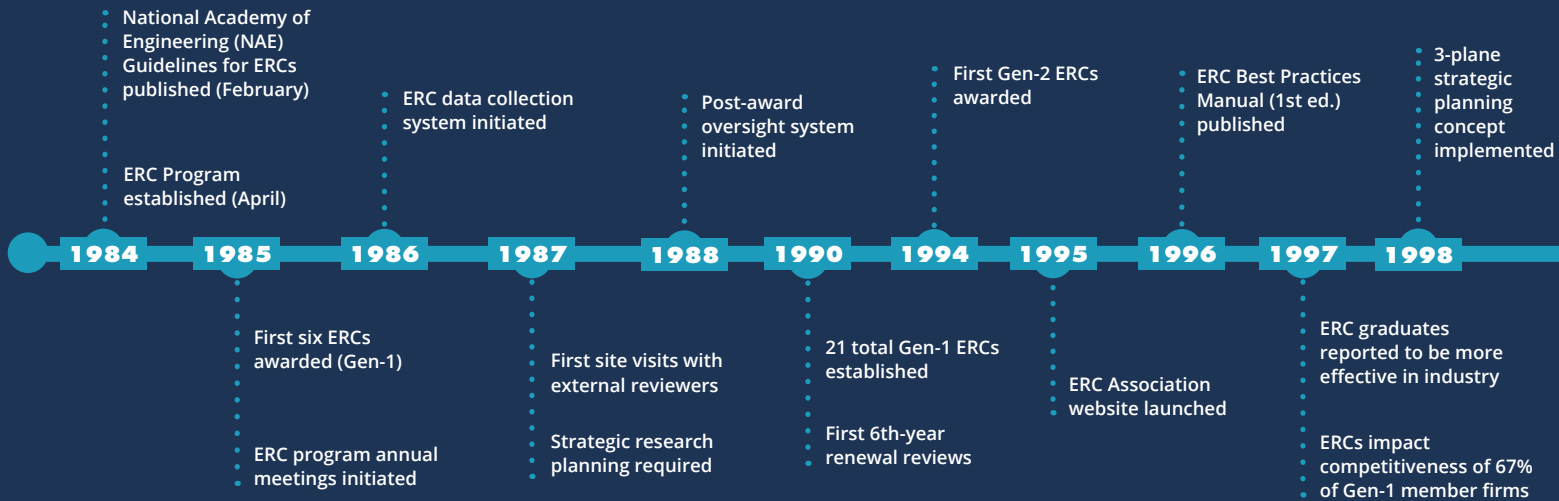 National Academy of
Engineering (NAE)
Guidelines for ERCs
published (February)
ERC Program
established (April)
ERC data collection
system initiated
Post-award
oversight system
initiated
First Gen-2 ERCs
awarded
ERC Best Practices
Manual (1st ed.)
published
3-plane
strategic
planning
concept
implemented
1984
1985
1986
1987
1988
1990
1994
1995
1996
1997
1998
First six ERCs
awarded (Gen-1)
ERC program annual
meetings initiated
First site visits with
external reviewers
Strategic research
planning required
21 total Gen-1 ERCs
established
First 6th-year
renewal reviews
ERC Association
website launched
ERC graduates
reported to be more
effective in industry
ERCs impact
competitiveness of 67%
of Gen-1 member firms